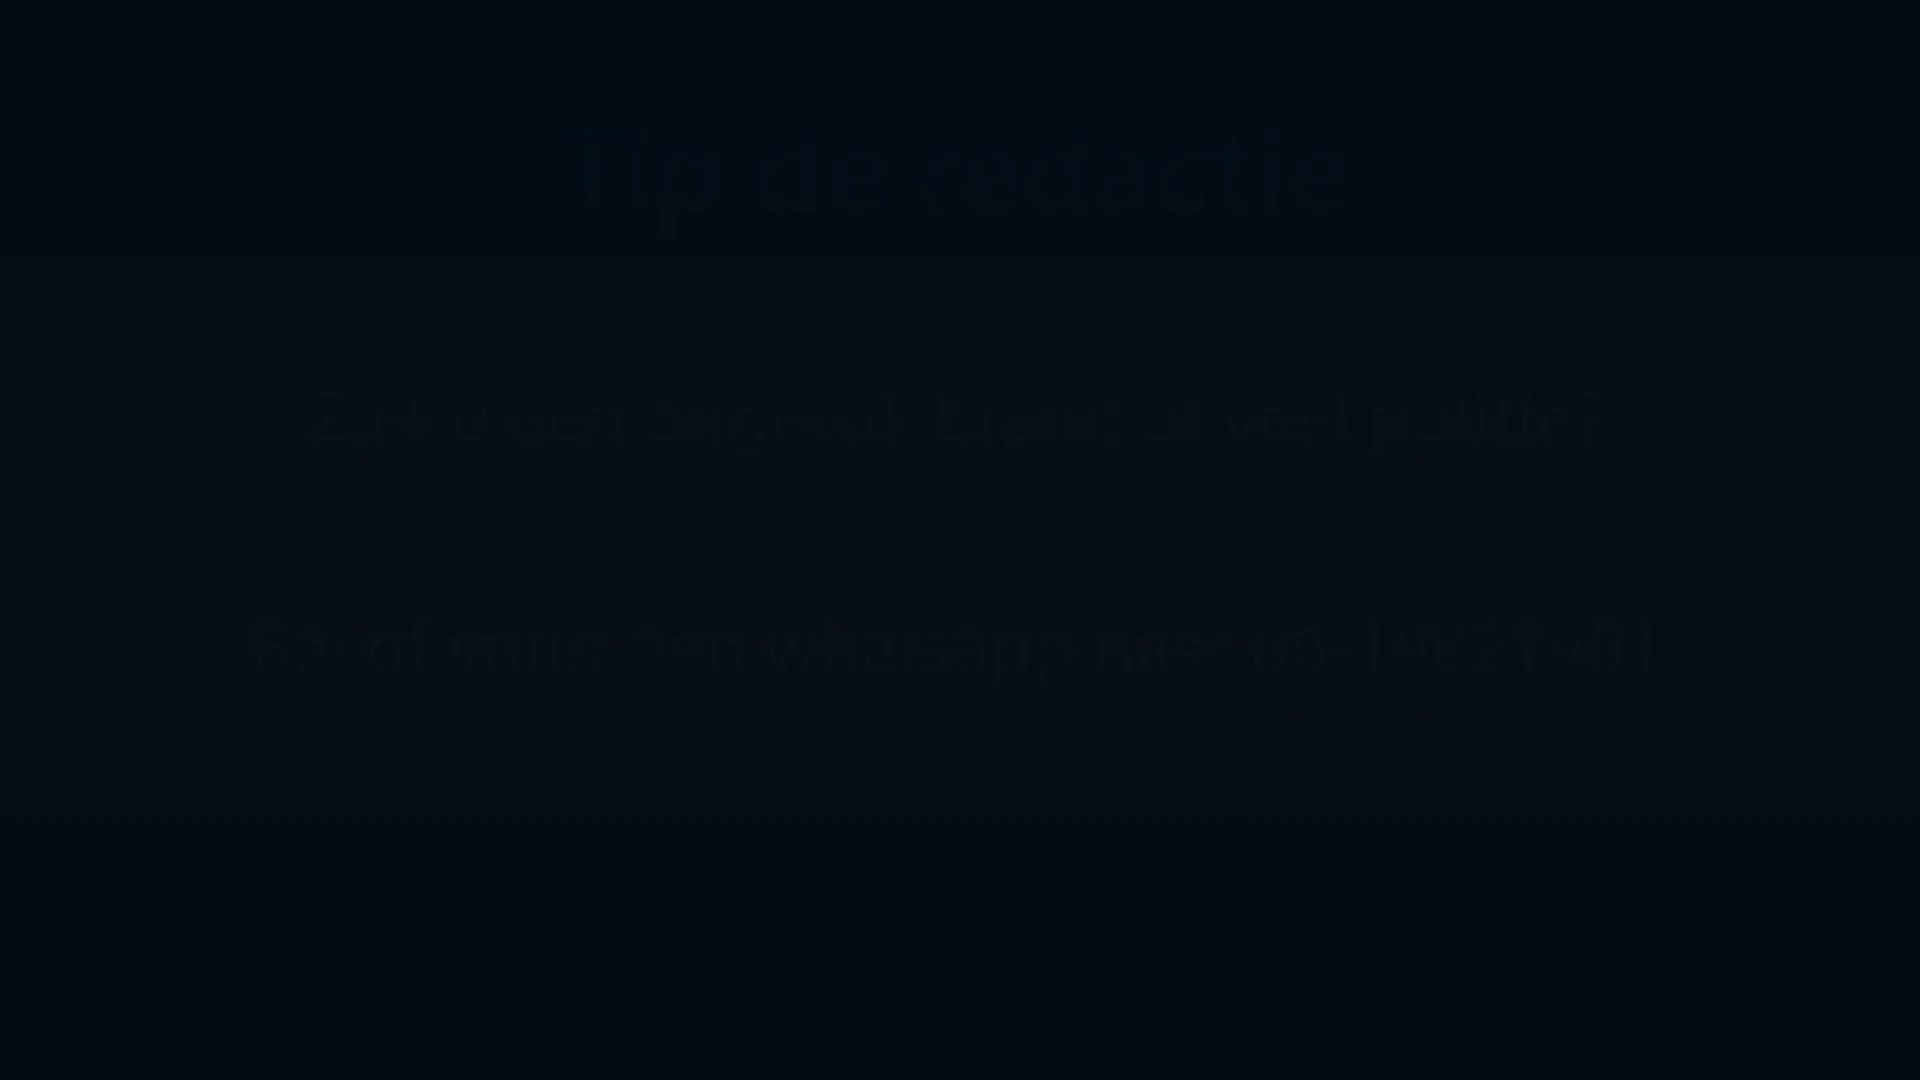 Tip de redactie
Ziet u een ongeval, brand of veel politie?
Bel of stuur een whatsapp naar